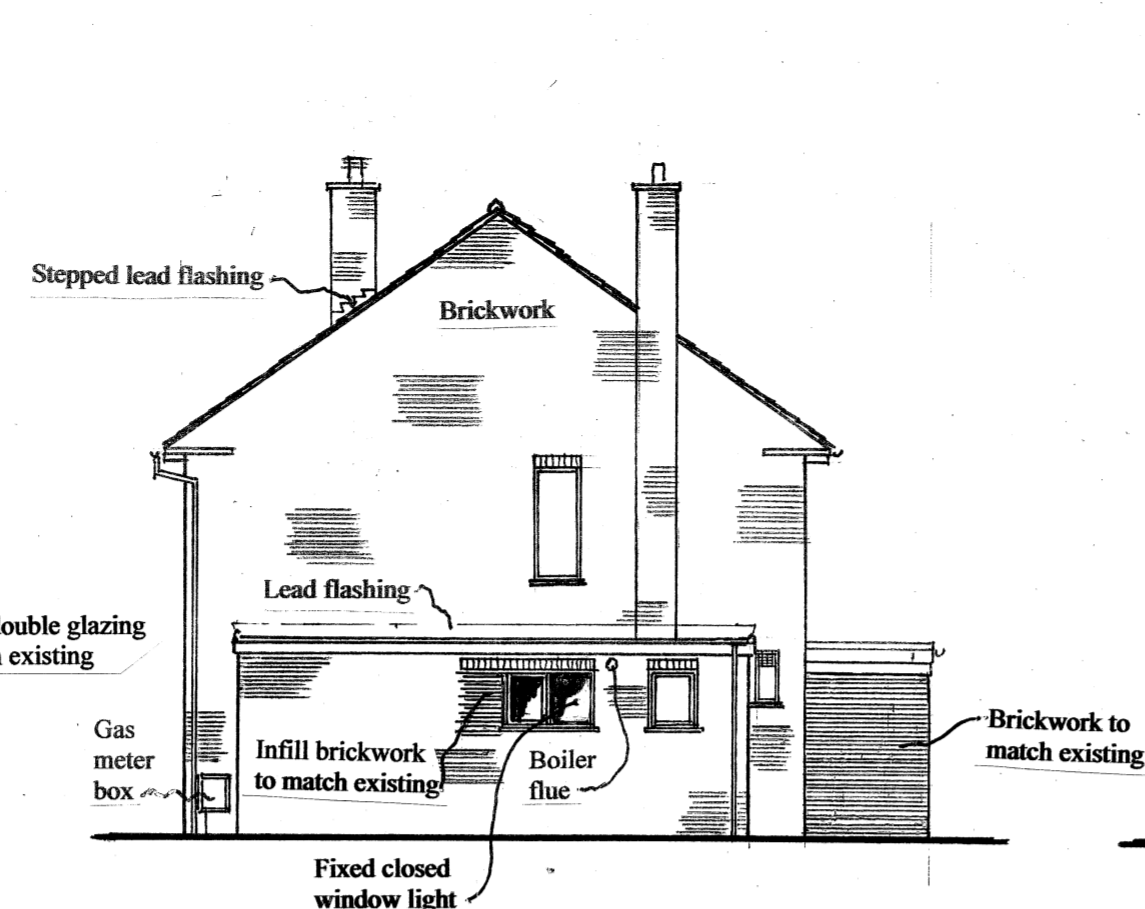 Stepped lead flashing
Brickwork
Lead flashing
double glazing
existing
Gas
meter
box
Infill brickwork
to match existing
Boiler
flue
Brickwork to
match existing
Fixed closed
window light